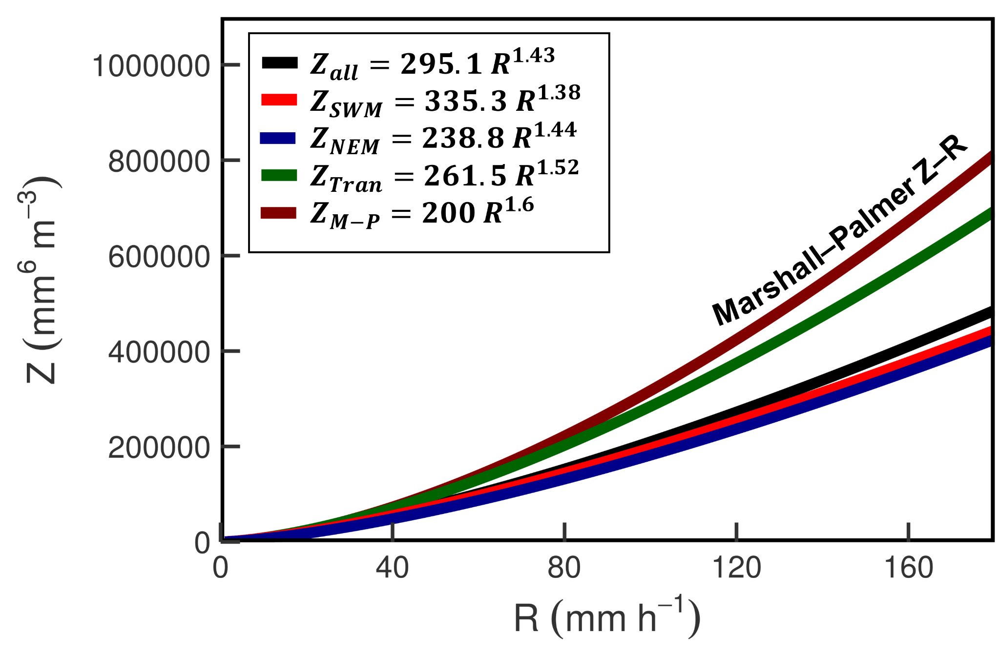 Z_all = 295.1 R^1.43
Z_SWM = 335.3 R^1.38
Z_NEM = 238.8 R^1.44
Z_Tran = 261.5 R^1.52
Z_M−P = 200 R^1.6
Marshall–Palmer Z–R
1000000
800000
600000
400000
200000
0
Z (mm^6 m^−3)
0 40 80 120 160
R (mm h^−1)